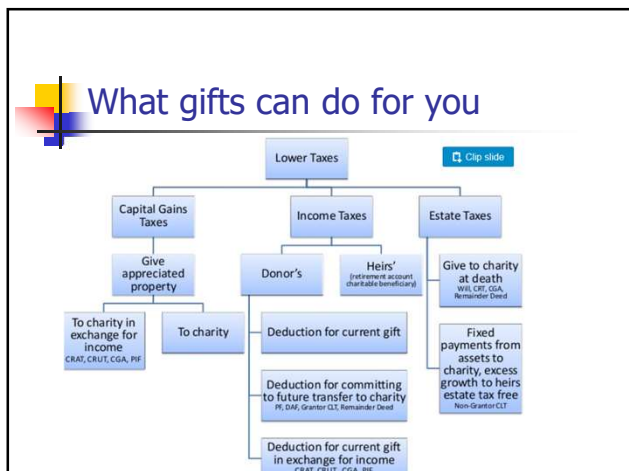 What gifts can do for you
Clip slide
Lower Taxes
Capital Gains
Taxes
Income Taxes
Estate Taxes
Give
appreciated
property
Donor's
Heirs'
(retirement account
charitable beneficiary)
Give to charity
at death
Will, CRT, CGA,
Remainder Deed
To charity in
exchange for
income
CRAT, CRUT, CGA, PIF
To charity
Deduction for current gift
Fixed
payments from
assets to
charity, excess
growth to heirs
estate tax free
Non-Grantor CLT
Deduction for committing
to future transfer to charity
PF, DAF, Grantor CLT, Remainder Deed
Deduction for current gift
in exchange for income
CRAT, CRUT, CGA, PIF